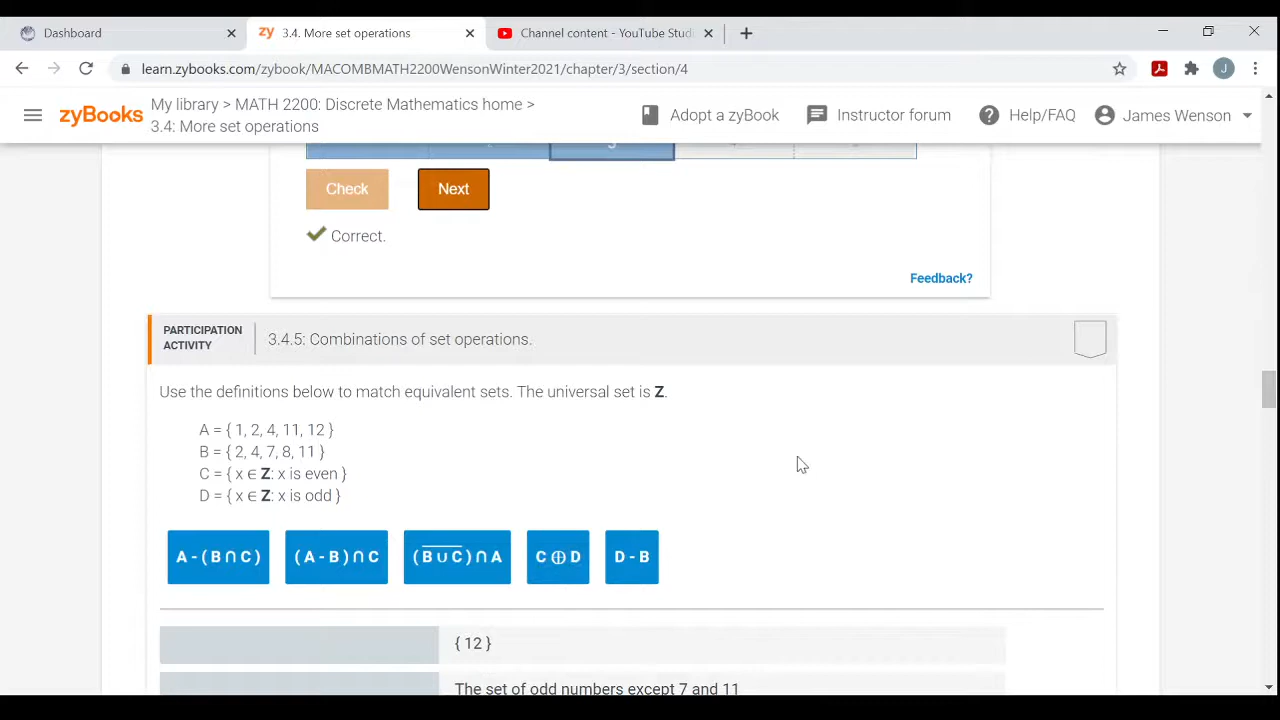 Dashboard
zy 3.4. More set operations
Channel content - YouTube Studi
learn.zybooks.com/zybook/MACOMBMATH2200WensonWinter2021/chapter/3/section/4
J
zyBooks
My library > MATH 2200: Discrete Mathematics home >
3.4: More set operations
Adopt a zyBook
Instructor forum
Help/FAQ
James Wenson
3
Check
Next
Correct.
Feedback?
PARTICIPATION
ACTIVITY
3.4.5: Combinations of set operations.
Use the definitions below to match equivalent sets. The universal set is Z.
A = { 1, 2, 4, 11, 12 }
B = { 2, 4, 7, 8, 11 }
C = { x ∈ Z: x is even }
D = { x ∈ Z: x is odd }
A - ( B ∩ C )
( A - B ) ∩ C
( B̅ ∪̅ C̅ ) ∩ A
C ⊕ D
D - B
{ 12 }
The set of odd numbers except 7 and 11